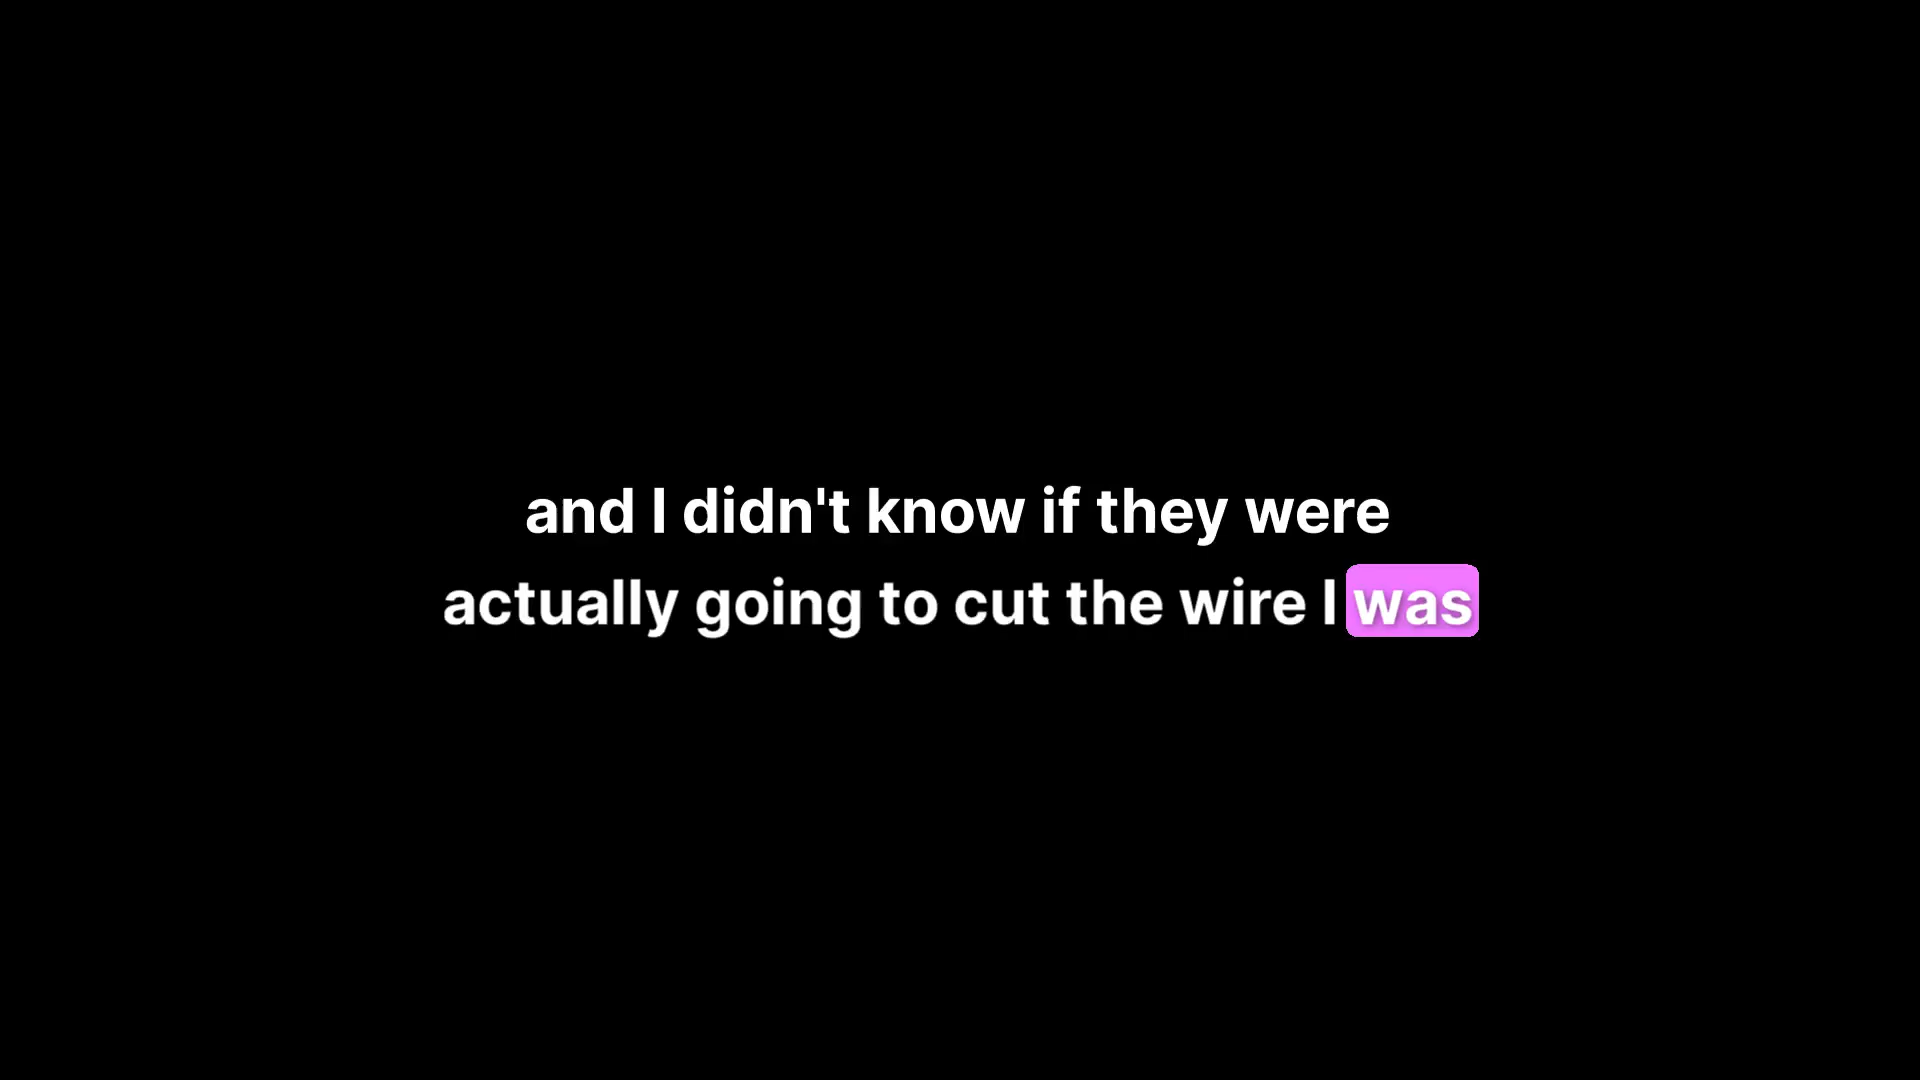 and I didn't know if they were
actually going to cut the wire I was